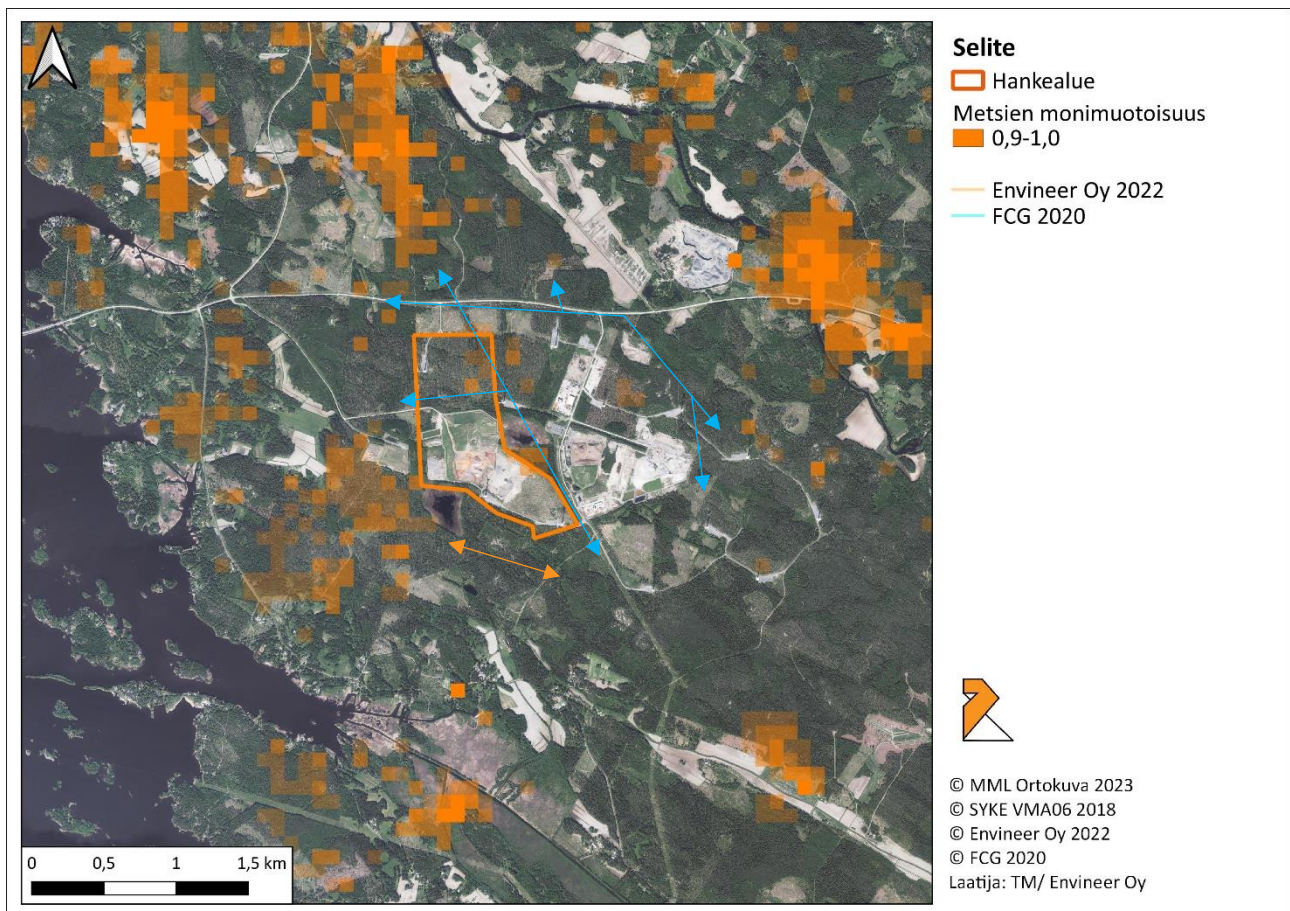 Selite
Hankealue
Metsien monimuotoisuus
0,9-1,0
Envineer Oy 2022
FCG 2020
© MML Ortokuva 2023
© SYKE VMA06 2018
© Envineer Oy 2022
© FCG 2020
Laatija: TM/ Envineer Oy
0 0,5 1 1,5 km